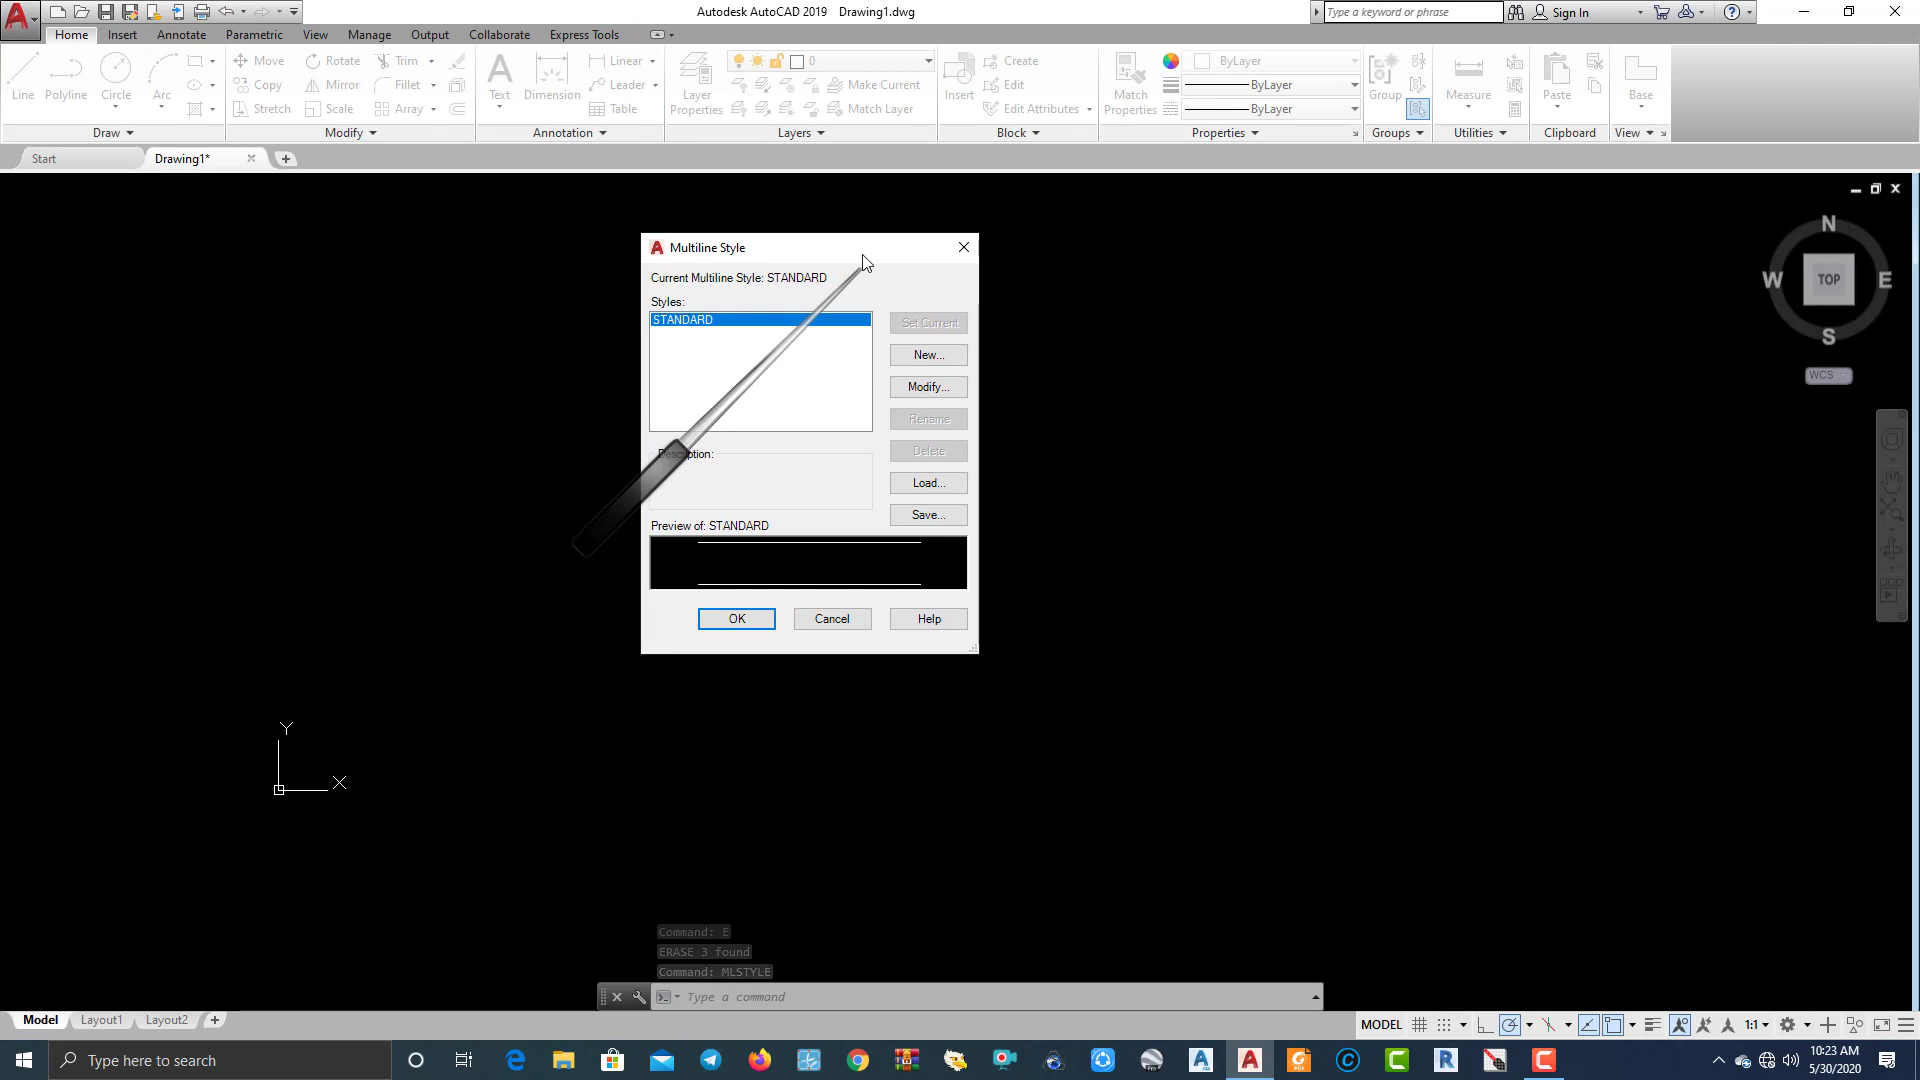 Autodesk AutoCAD 2019 Drawing1.dwg
Type a keyword or phrase
Sign In
Home Insert Annotate Parametric View Manage Output Collaborate Express Tools
Line
Polyline
Circle
Arc
Move
Rotate
Trim
Copy
Mirror
Fillet
Stretch
Scale
Array
Text
Dimension
Linear
Leader
Table
Layer
Properties
0
Make Current
Match Layer
Insert
Create
Edit
Edit Attributes
Match
Properties
ByLayer
ByLayer
ByLayer
Group
Measure
Paste
Base
Draw Modify Annotation Layers Block Properties Groups Utilities Clipboard View
Start Drawing1*
Multiline Style
Current Multiline Style: STANDARD
Styles:
STANDARD
Set Current
New...
Modify...
Rename
Delete
Load...
Save...
Description:
Preview of: STANDARD
OK Cancel Help
N
W TOP E
S
WCS
Y
X
Command: E
ERASE 3 found
Command: MLSTYLE
Type a command
Model Layout1 Layout2
MODEL 1:1
Type here to search
10:23 AM
5/30/2020